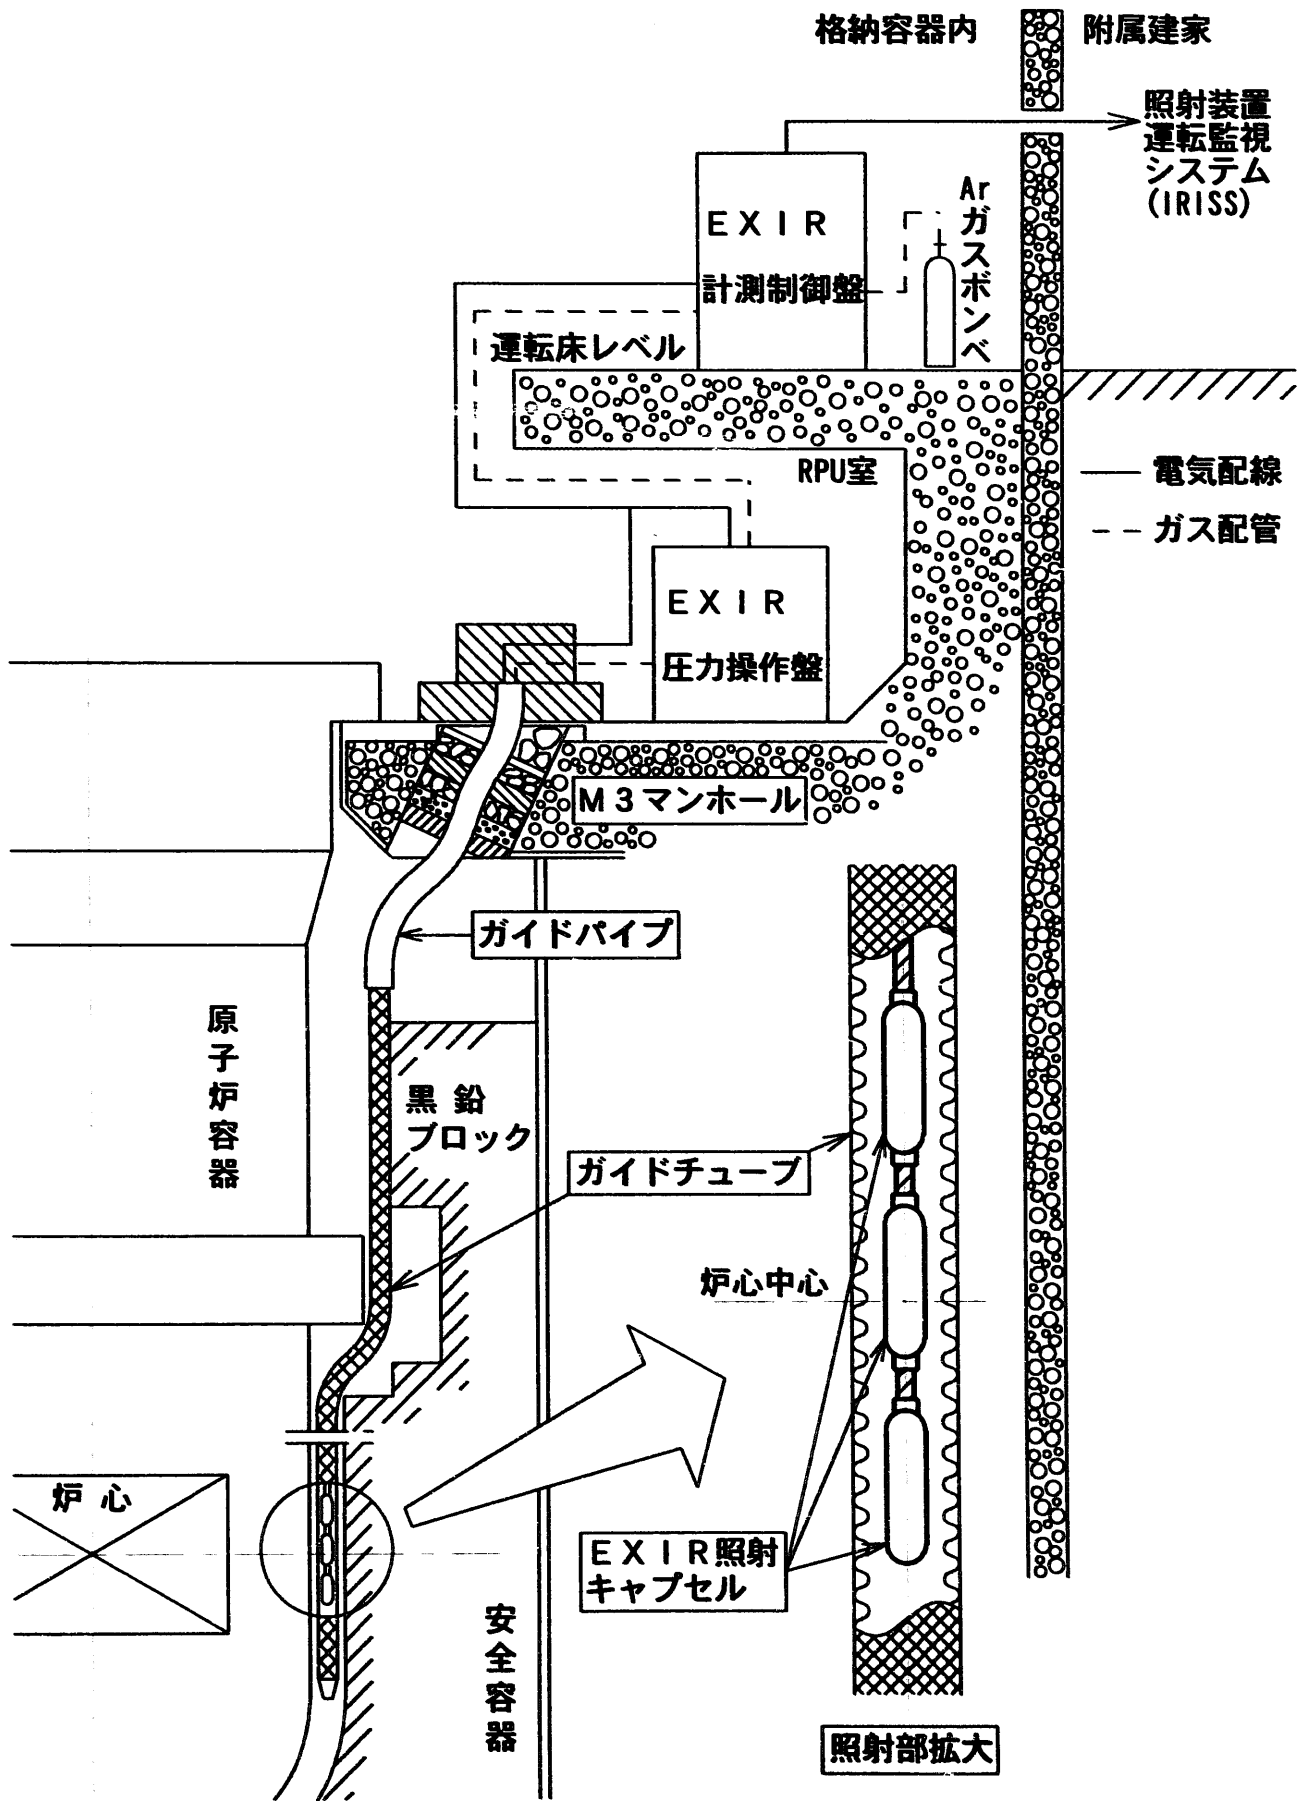 格納容器内
附属建家
照射装置
運転監視
システム
(IRISS)
Arガスボンベ
EXIR
計測制御盤
運転床レベル
RPU室
電気配線
ガス配管
EXIR
圧力操作盤
M3マンホール
ガイドパイプ
原子炉容器
黒鉛
ブロック
ガイドチューブ
炉心中心
炉心
EXIR照射
キャプセル
安全容器
照射部拡大